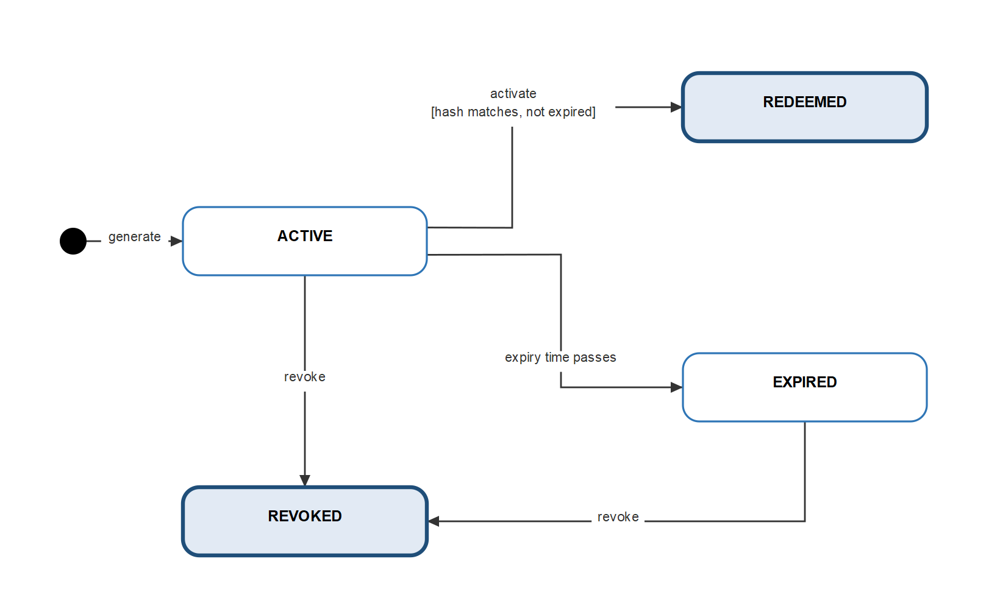 activate
[hash matches, not expired]
REDEEMED
generate
ACTIVE
expiry time passes
revoke
EXPIRED
REVOKED
revoke